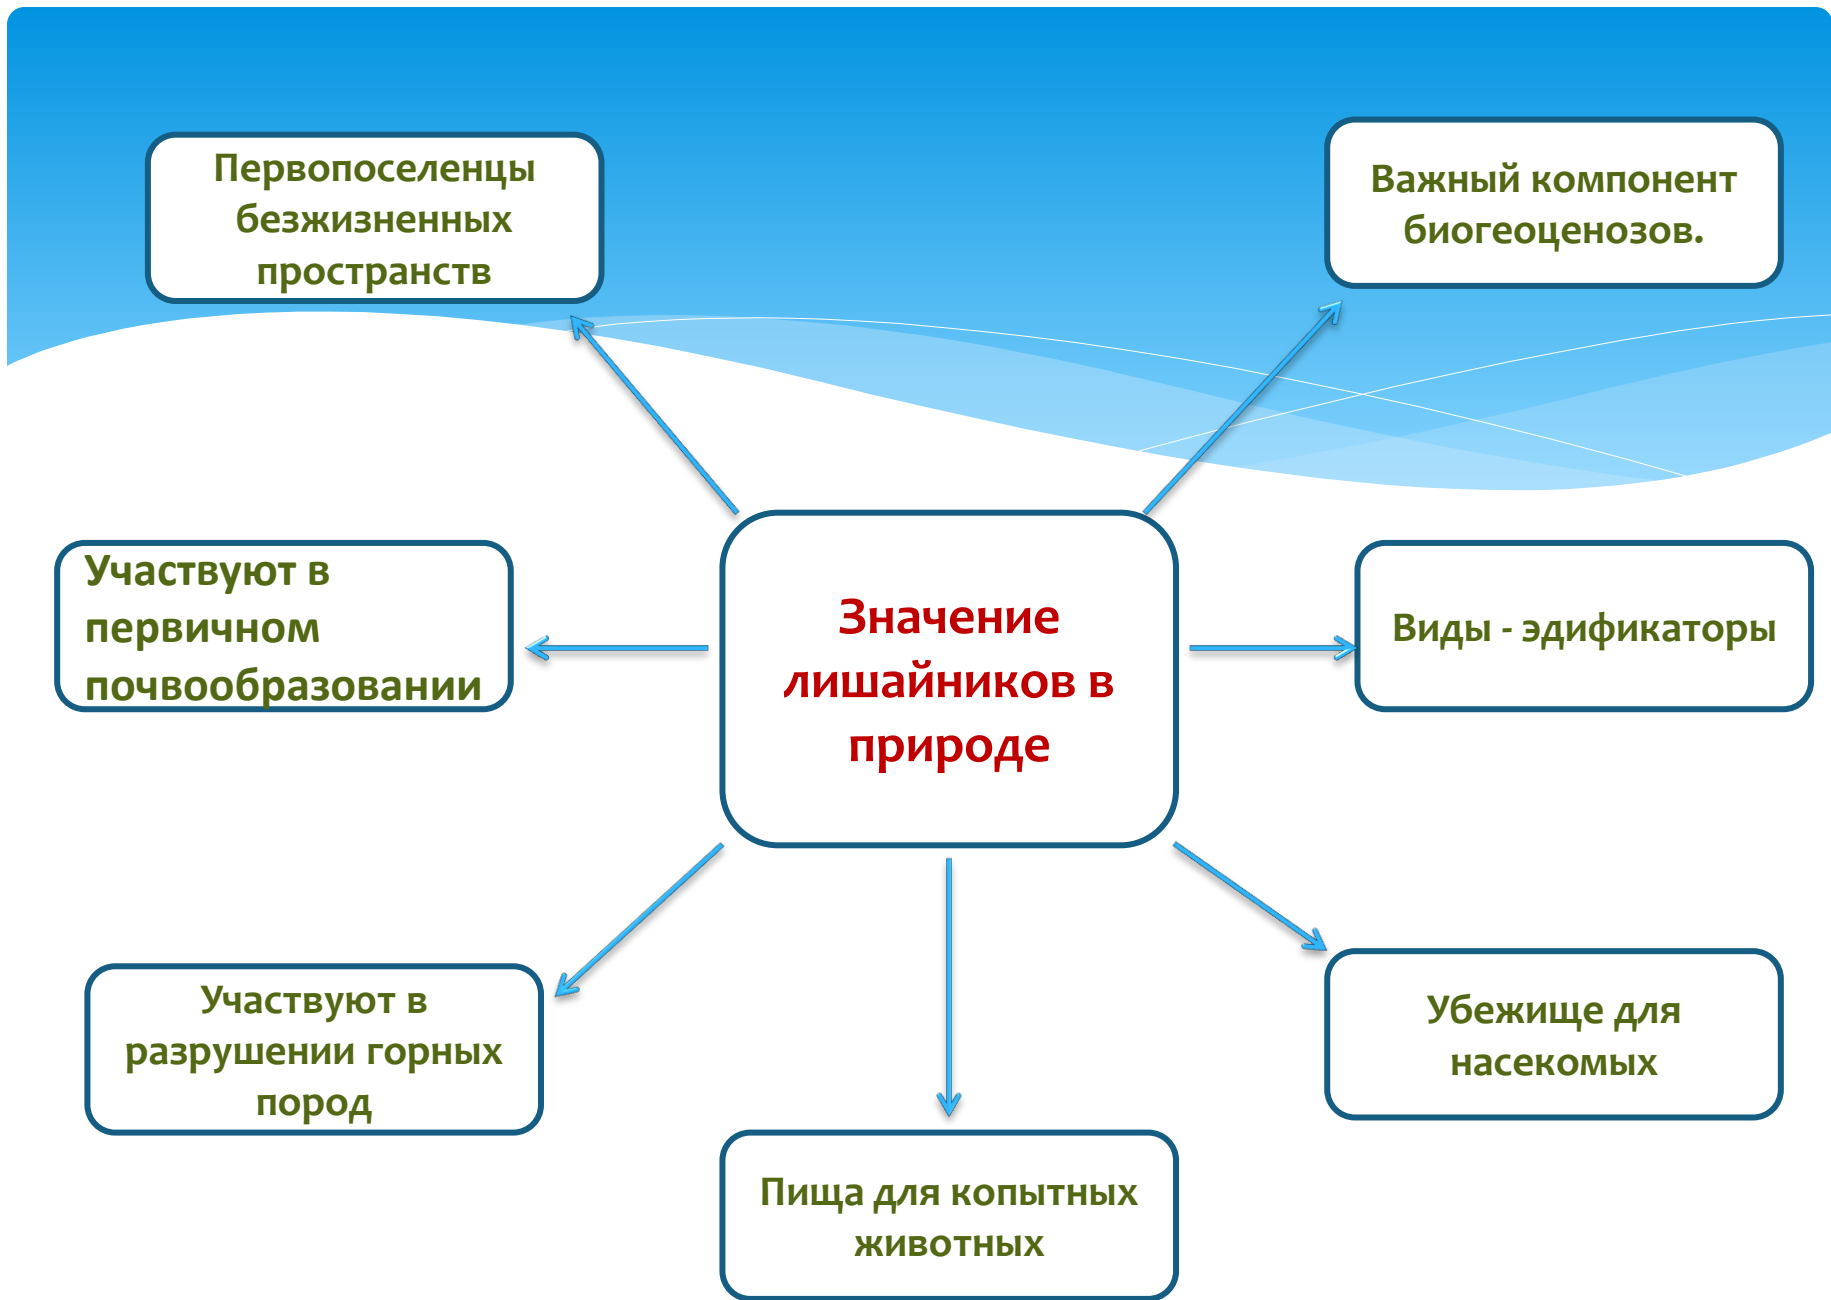 Первопоселенцы
безжизненных
пространств
Важный компонент
биогеоценозов.
Участвуют в
первичном
почвообразовании
Значение
лишайников в
природе
Виды - эдификаторы
Участвуют в
разрушении горных
пород
Убежище для
насекомых
Пища для копытных
животных